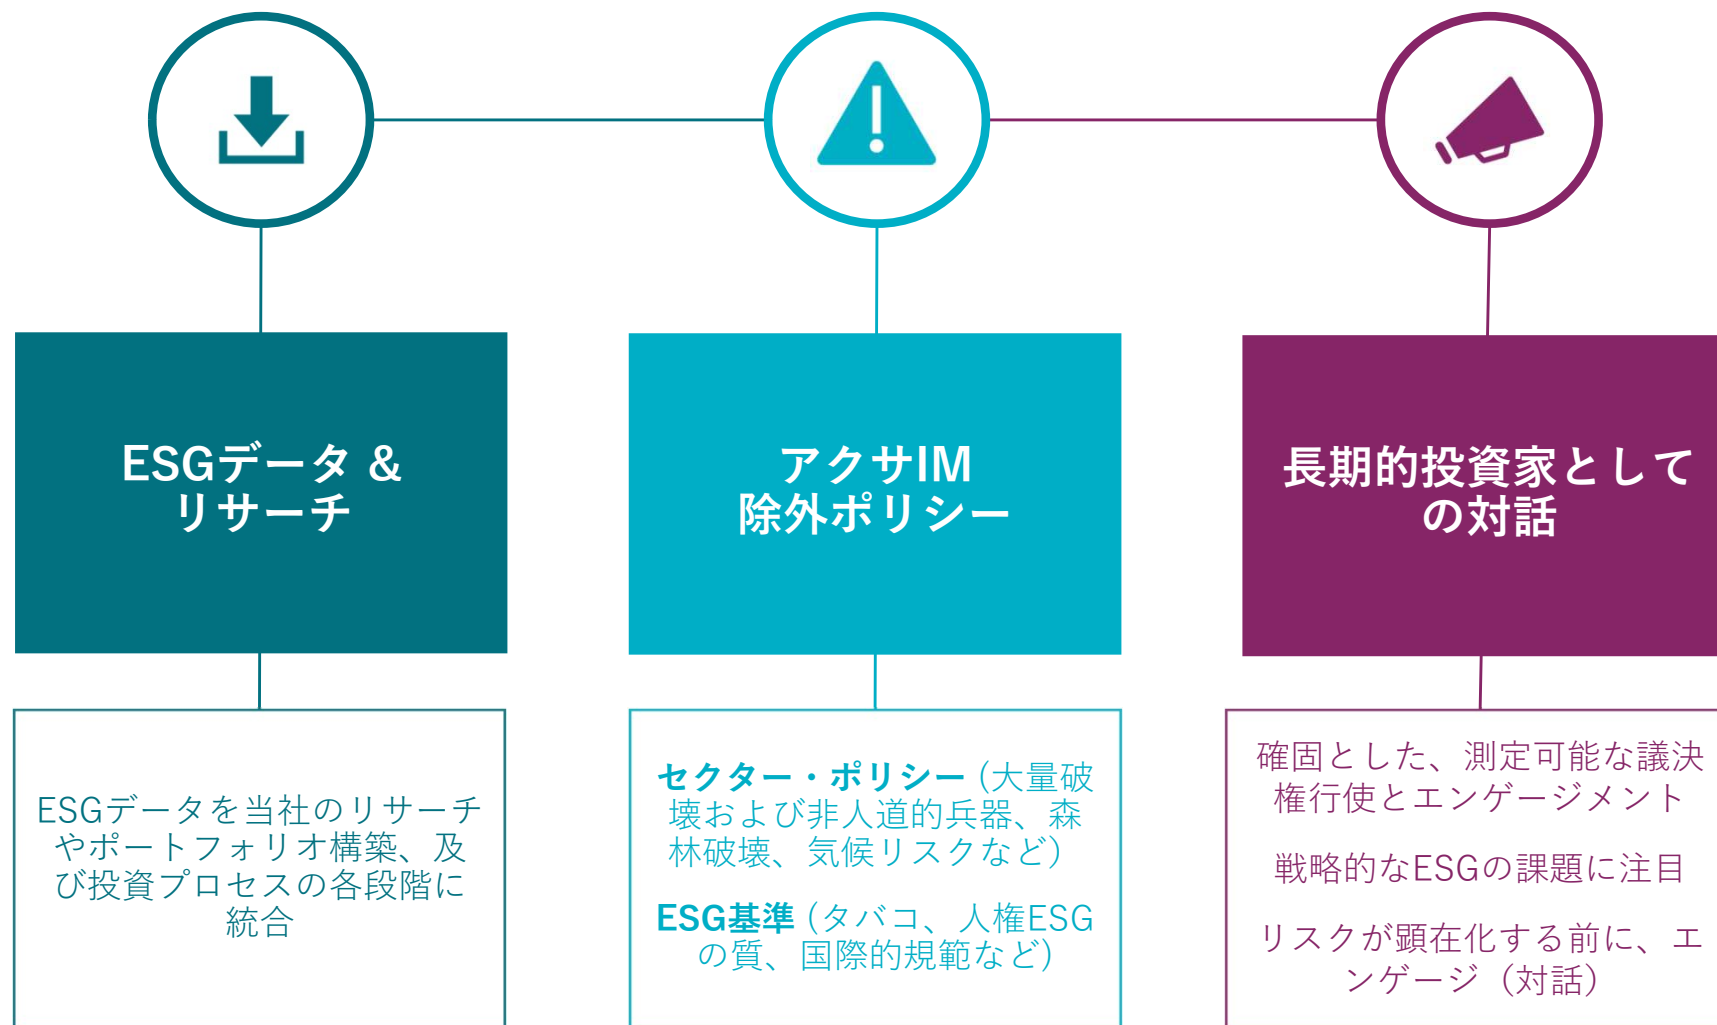 ESGデータ &
リサーチ
アクサIM
除外ポリシー
長期的投資家として
の対話
ESGデータを当社のリサーチ
やポートフォリオ構築、及
び投資プロセスの各段階に
統合
セクター・ポリシー (大量破
壊および非人道的兵器、森
林破壊、気候リスクなど）
ESG基準 (タバコ、人権ESG
の質、国際的規範など)
確固とした、測定可能な議決
権行使とエンゲージメント
戦略的なESGの課題に注目
リスクが顕在化する前に、エ
ンゲージ（対話）